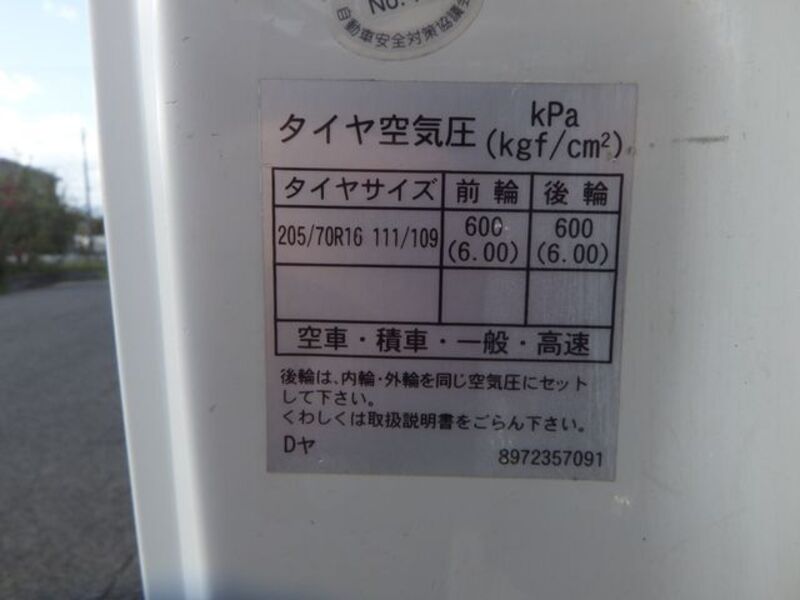 No.
自動車安全対策協議会
タイヤ空気圧 kPa
(kgf/cm²)
タイヤサイズ 前輪 後輪
205/70R16 111/109 600 600
(6.00) (6.00)
空車・積車・一般・高速
後輪は、内輪・外輪を同じ空気圧にセット
して下さい。
くわしくは取扱説明書をごらん下さい。
Dヤ
8972357091